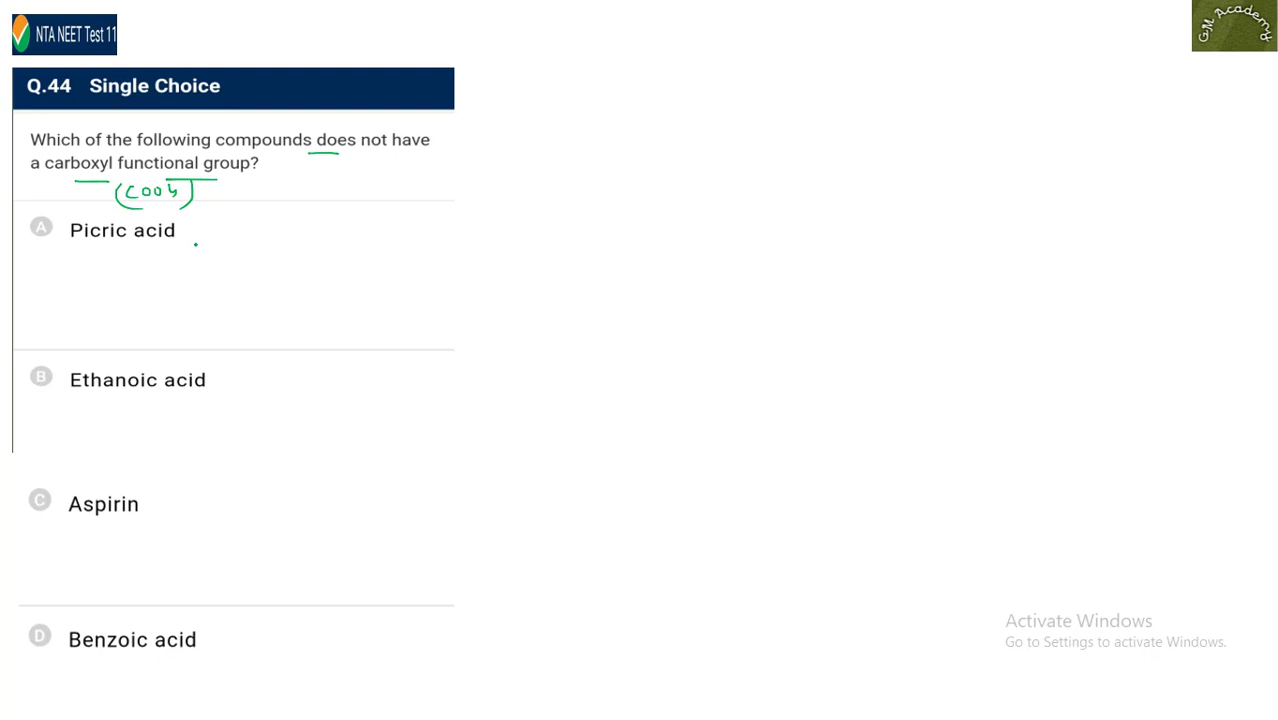 NTA NEET Test 11
GM Academy
Q.44 Single Choice
Which of the following compounds does not have
a carboxyl functional group?
(COOH)
A Picric acid
B Ethanoic acid
C Aspirin
D Benzoic acid
Activate Windows
Go to Settings to activate Windows.